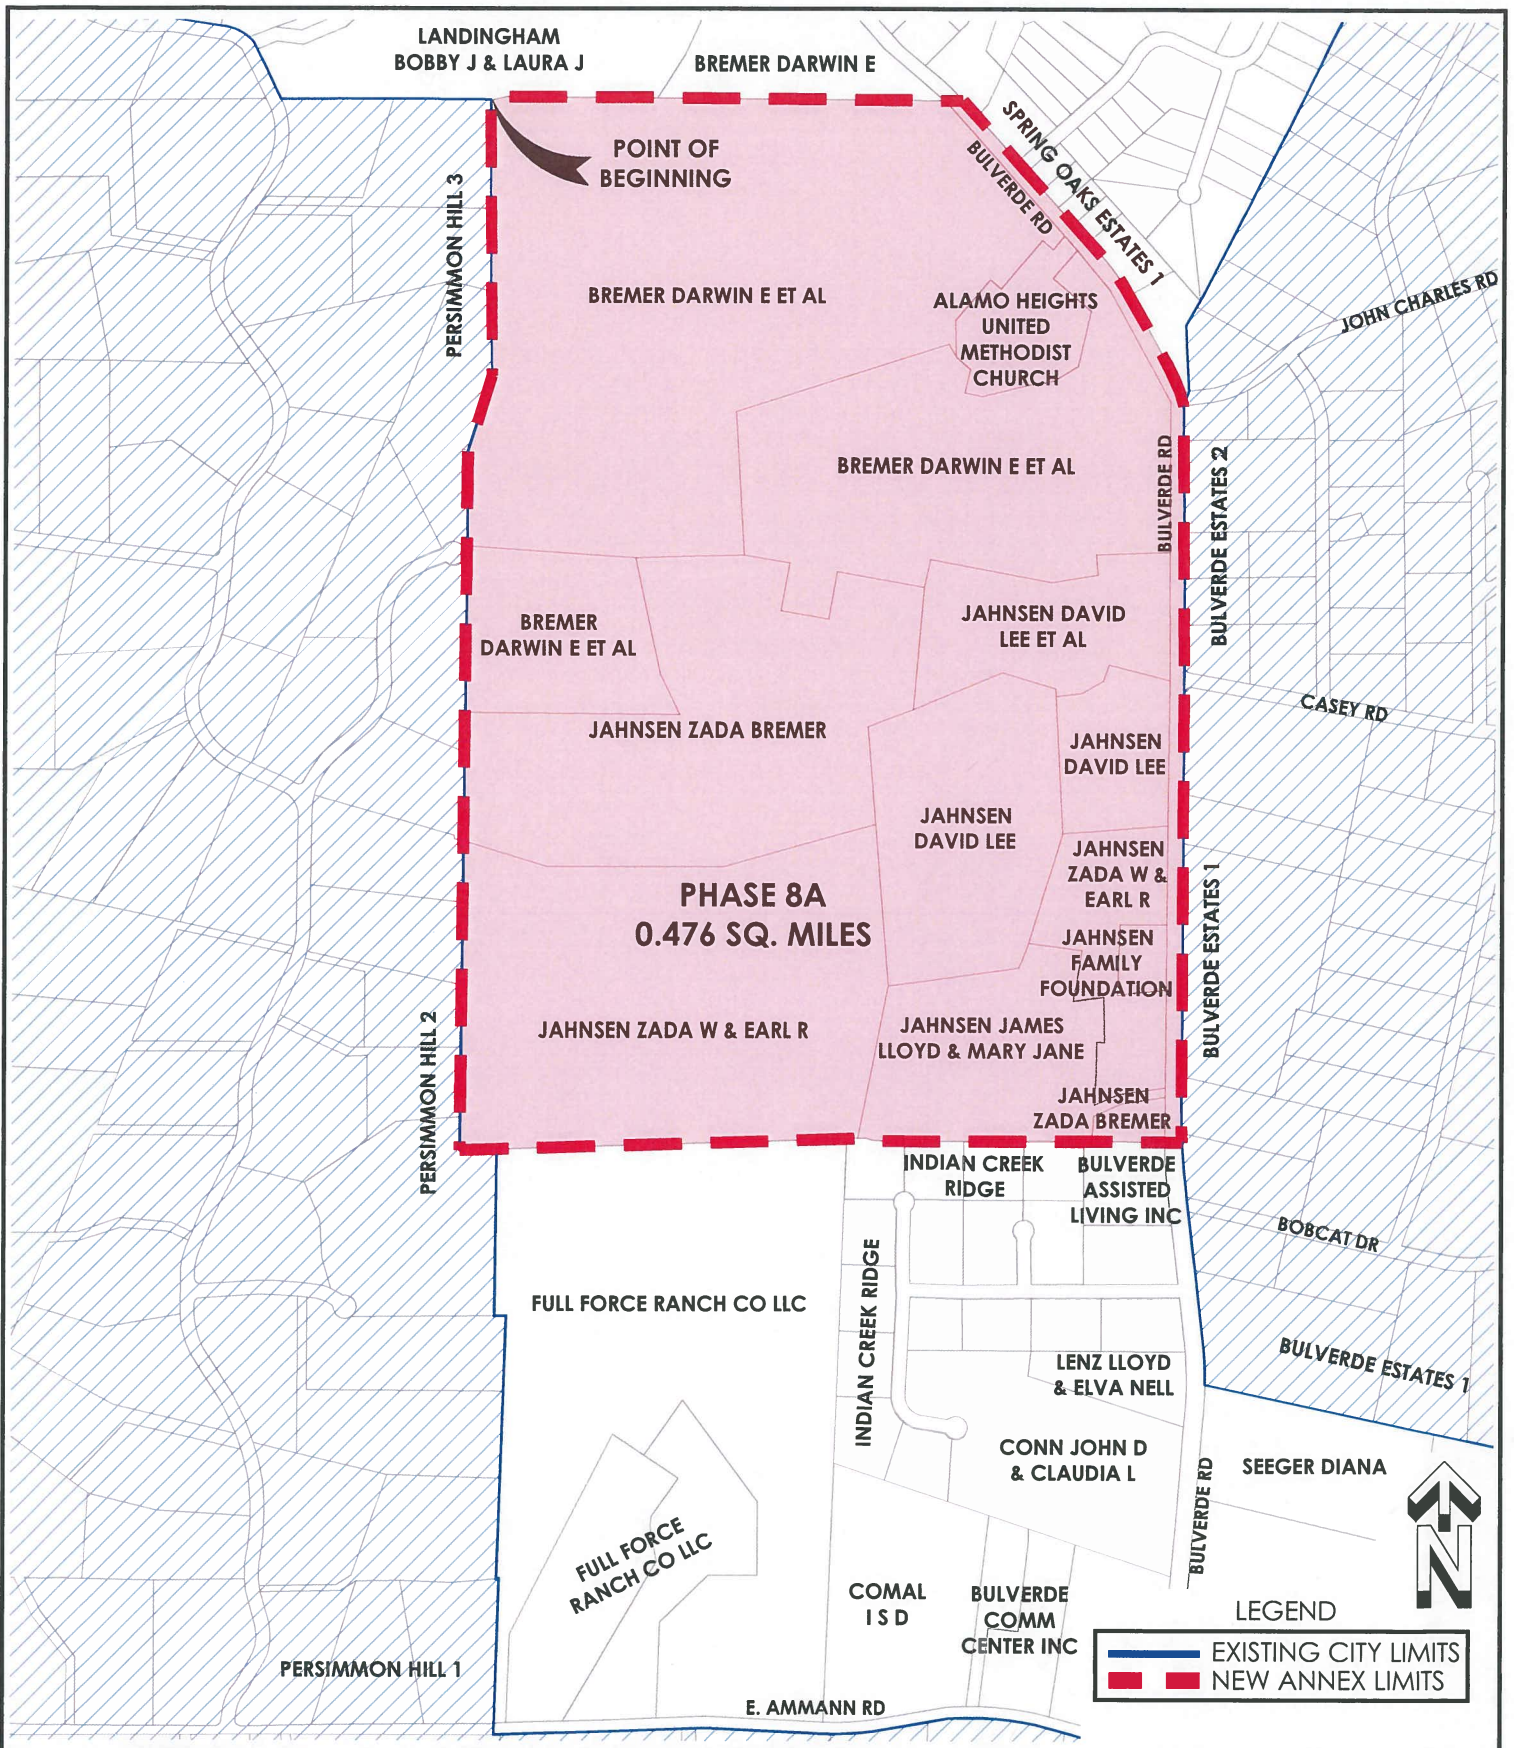 LANDINGHAM
BOBBY J & LAURA J
BREMER DARWIN E
SPRING OAKS ESTATES 1
BULVERDE RD
POINT OF
BEGINNING
PERSIMMON HILL 3
BREMER DARWIN E ET AL
ALAMO HEIGHTS
UNITED
METHODIST
CHURCH
JOHN CHARLES RD
BREMER DARWIN E ET AL
BULVERDE RD
BULVERDE ESTATES 2
BREMER
DARWIN E ET AL
JAHNSEN DAVID
LEE ET AL
CASEY RD
JAHNSEN ZADA BREMER
JAHNSEN
DAVID LEE
JAHNSEN
DAVID LEE
JAHNSEN
ZADA W &
EARL R
PHASE 8A
0.476 SQ. MILES
BULVERDE ESTATES 1
JAHNSEN
FAMILY
FOUNDATION
JAHNSEN ZADA W & EARL R
JAHNSEN JAMES
LLOYD & MARY JANE
PERSIMMON HILL 2
JAHNSEN
ZADA BREMER
INDIAN CREEK
RIDGE
BULVERDE
ASSISTED
LIVING INC
BOBCAT DR
INDIAN CREEK RIDGE
FULL FORCE RANCH CO LLC
LENZ LLOYD
& ELVA NELL
BULVERDE ESTATES 1
CONN JOHN D
& CLAUDIA L
SEEGER DIANA
BULVERDE RD
FULL FORCE
RANCH CO LLC
N
COMAL
I S D
BULVERDE
COMM
CENTER INC
LEGEND
EXISTING CITY LIMITS
NEW ANNEX LIMITS
PERSIMMON HILL 1
E. AMMANN RD